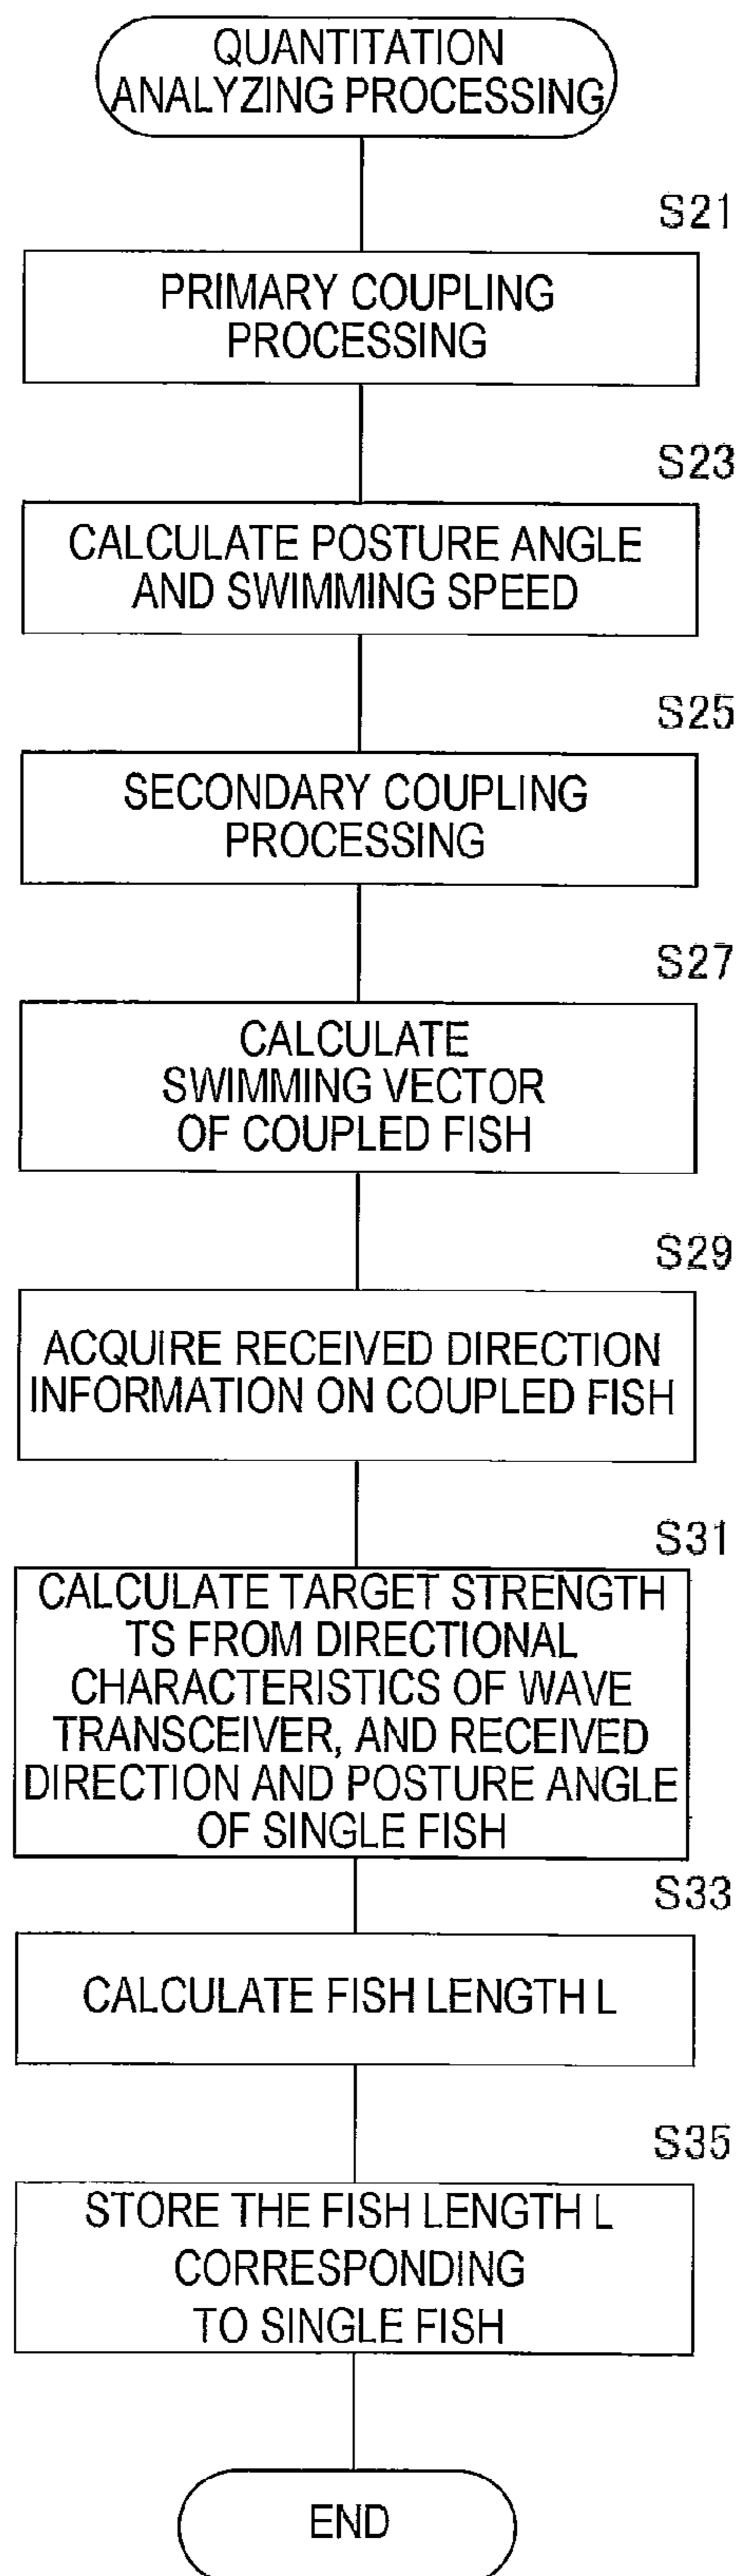 QUANTITATION
ANALYZING PROCESSING
S21
PRIMARY COUPLING
PROCESSING
S23
CALCULATE POSTURE ANGLE
AND SWIMMING SPEED
S25
SECONDARY COUPLING
PROCESSING
S27
CALCULATE
SWIMMING VECTOR
OF COUPLED FISH
S29
ACQUIRE RECEIVED DIRECTION
INFORMATION ON COUPLED FISH
S31
CALCULATE TARGET STRENGTH
TS FROM DIRECTIONAL
CHARACTERISTICS OF WAVE
TRANSCEIVER, AND RECEIVED
DIRECTION AND POSTURE ANGLE
OF SINGLE FISH
S33
CALCULATE FISH LENGTH L
S35
STORE THE FISH LENGTH L
CORRESPONDING
TO SINGLE FISH
END